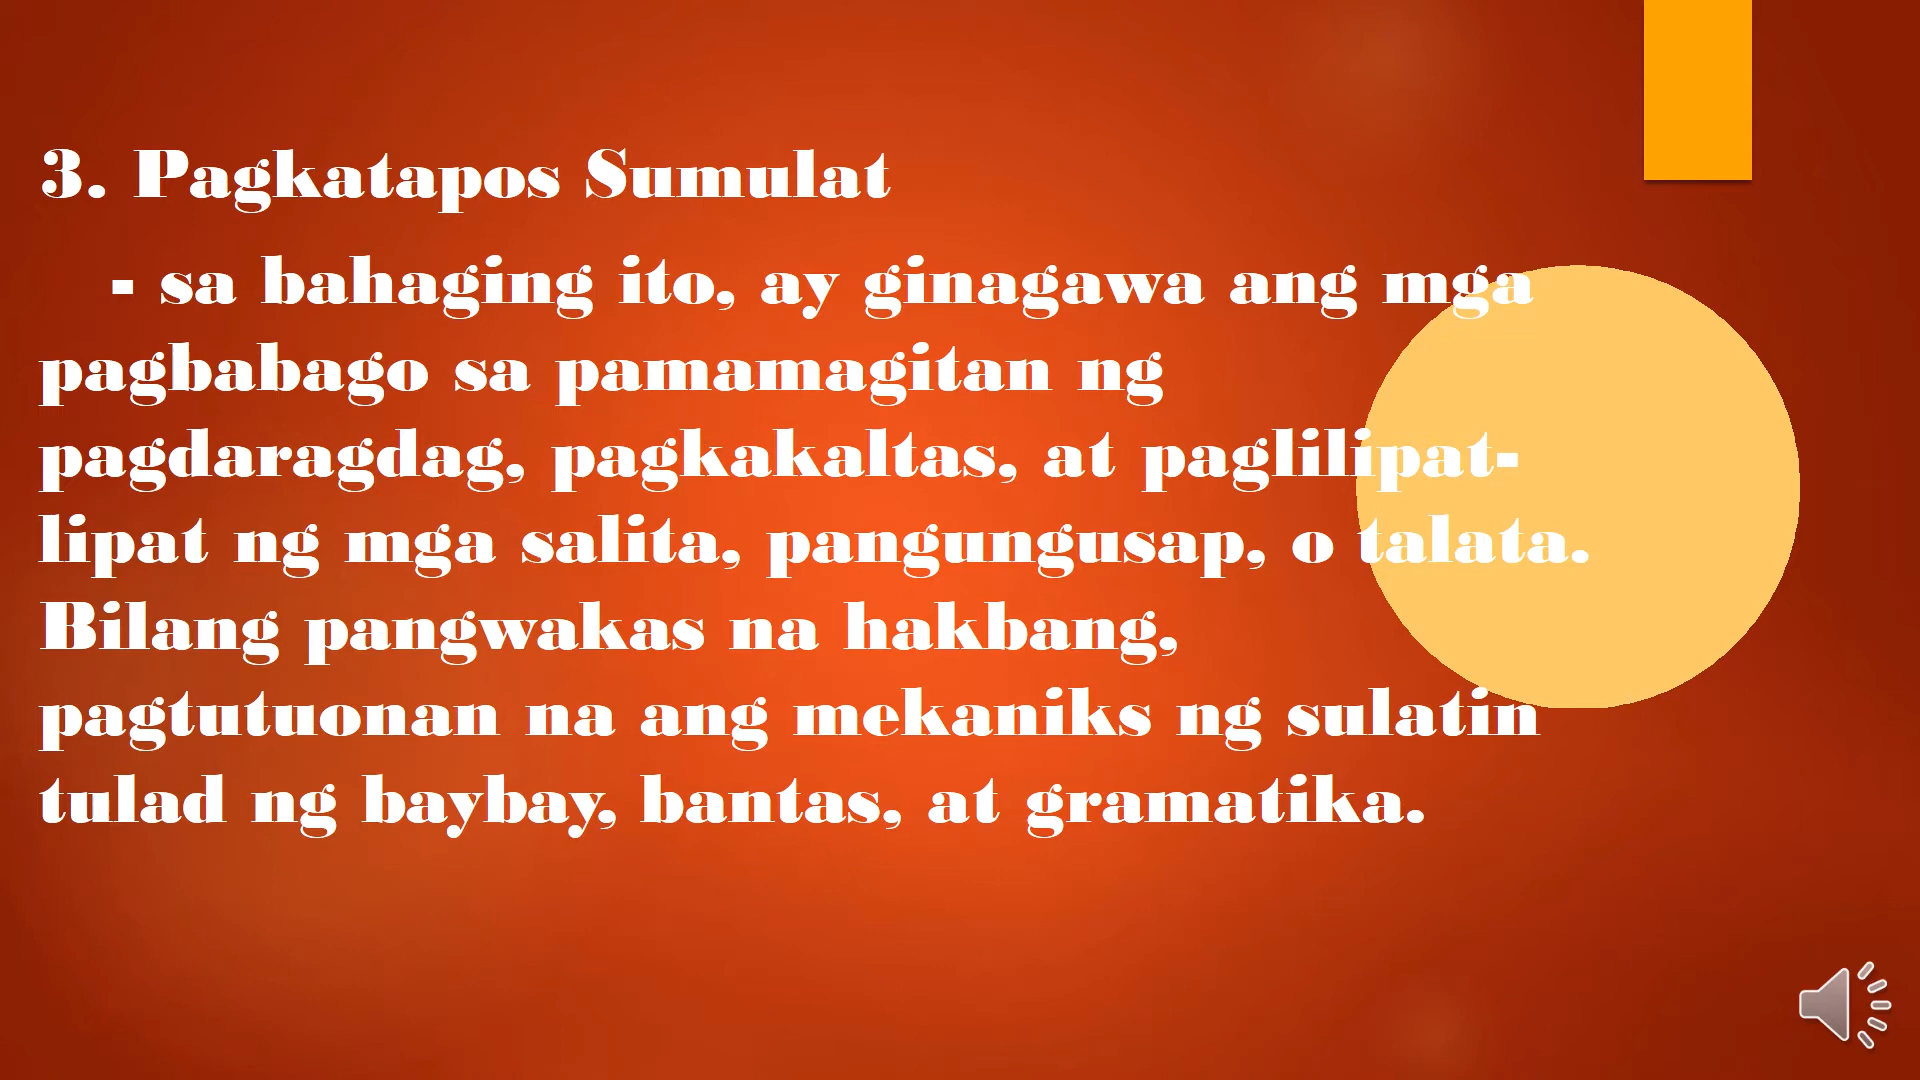 3. Pagkatapos Sumulat
- sa bahaging ito, ay ginagawa ang mga
pagbabago sa pamamagitan ng
pagdaragdag, pagkakaltas, at paglilipat-
lipat ng mga salita, pangungusap, o talata.
Bilang pangwakas na hakbang,
pagtutuonan na ang mekaniks ng sulatin
tulad ng baybay, bantas, at gramatika.